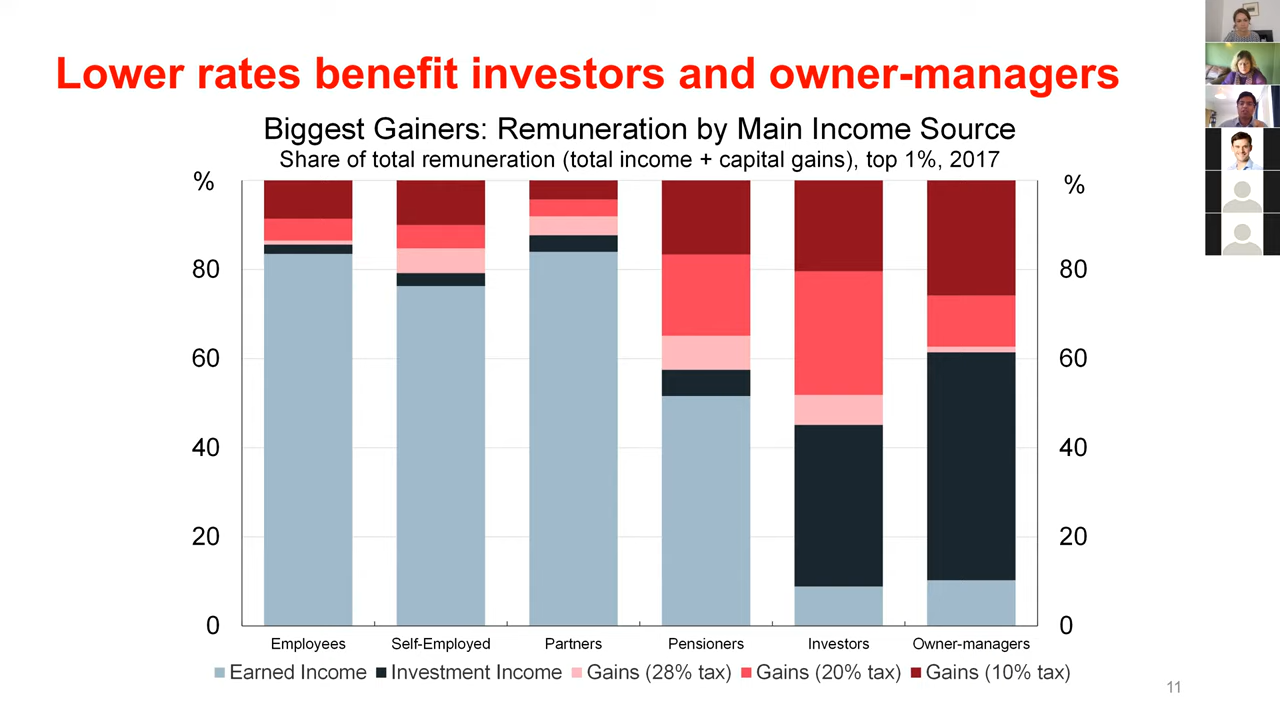 Lower rates benefit investors and owner-managers
Biggest Gainers: Remuneration by Main Income Source
Share of total remuneration (total income + capital gains), top 1%, 2017
% %
80 80
60 60
40 40
20 20
0 0
Employees Self-Employed Partners Pensioners Investors Owner-managers
Earned Income Investment Income Gains (28% tax) Gains (20% tax) Gains (10% tax)
11